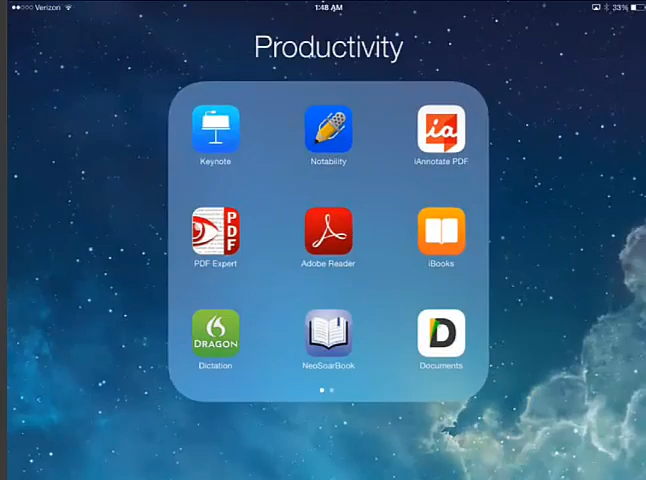 Verizon 1:48 AM 33%
Productivity
Keynote Notability iAnnotate PDF
ia
PDF Expert Adobe Reader iBooks
PDF
DRAGON D
Dictation NeoSoarBook Documents